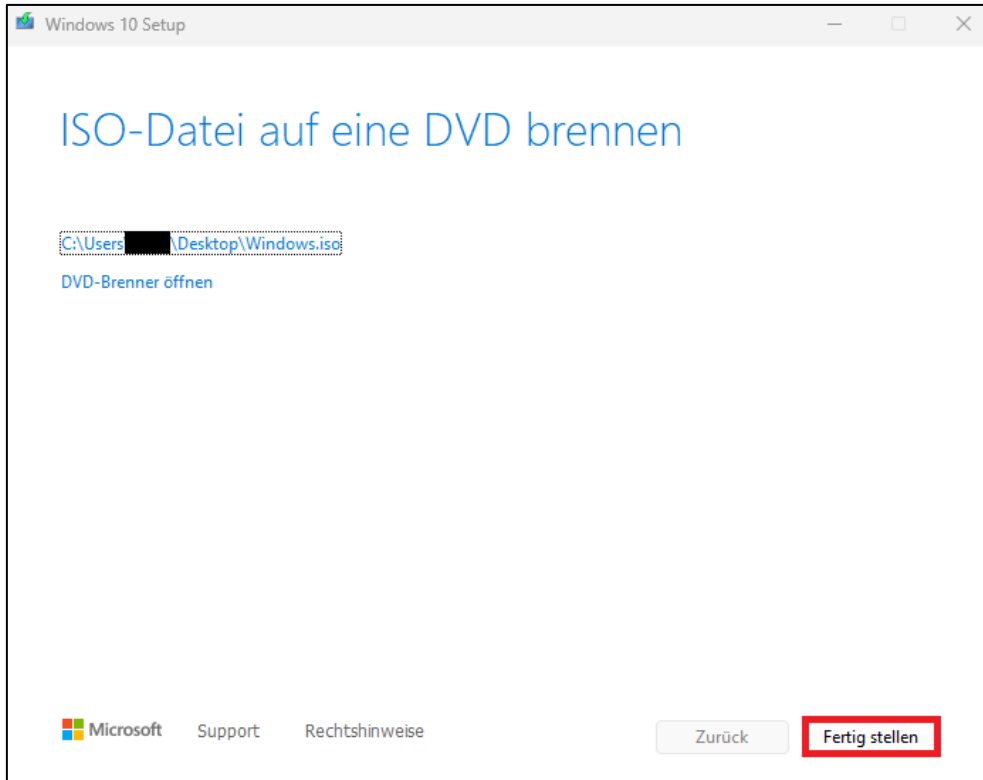 Windows 10 Setup
ISO-Datei auf eine DVD brennen
C:\Users\Desktop\Windows.iso
DVD-Brenner öffnen
Microsoft Support Rechtshinweise Zurück Fertig stellen